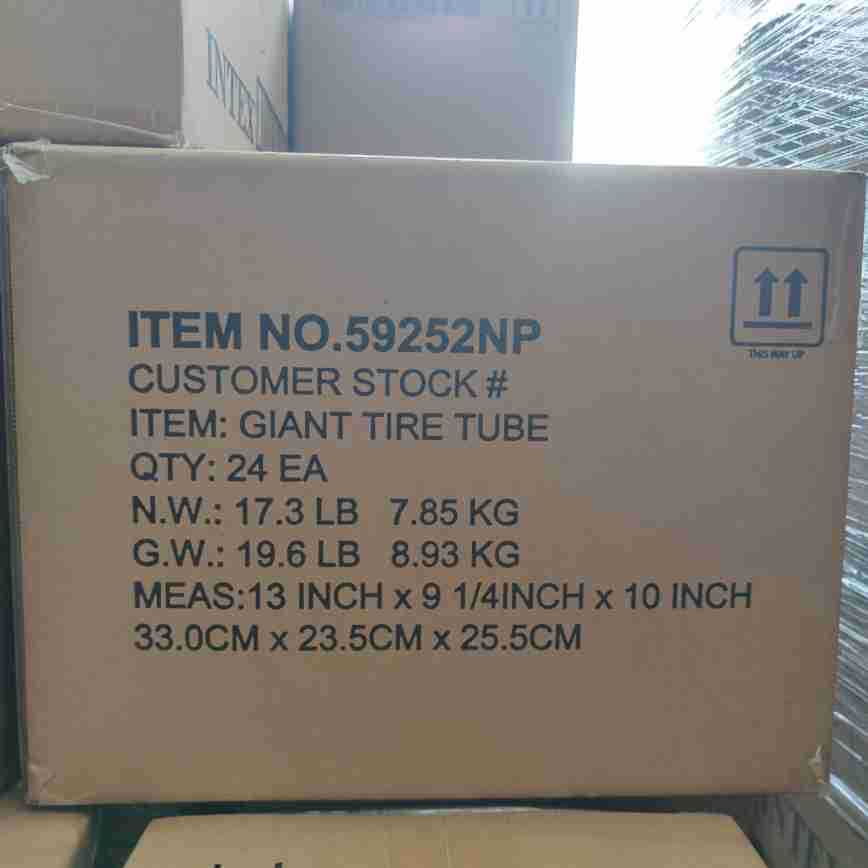 ITEM NO.59252NP
THIS WAY UP
CUSTOMER STOCK #
ITEM: GIANT TIRE TUBE
QTY: 24 EA
N.W.: 17.3 LB 7.85 KG
G.W.: 19.6 LB 8.93 KG
MEAS:13 INCH x 9 1/4INCH x 10 INCH
33.0CM x 23.5CM x 25.5CM